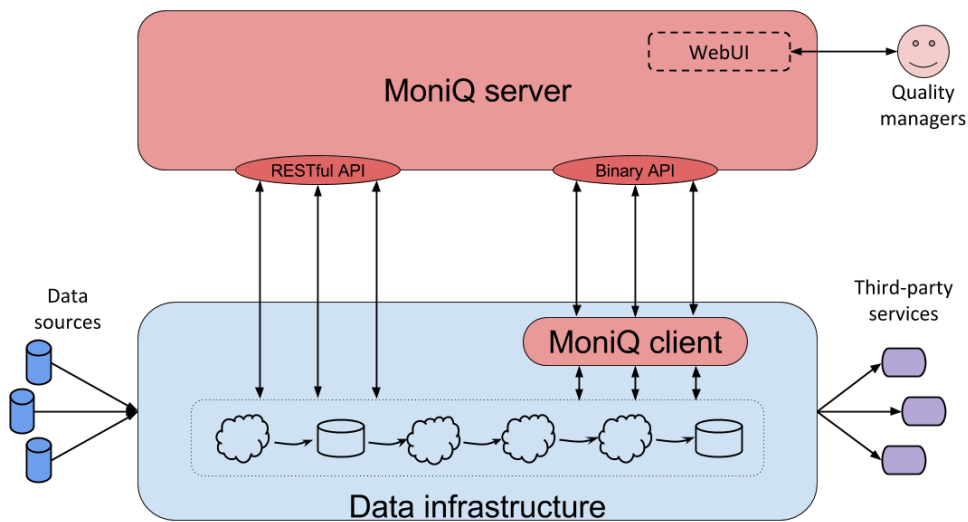 WebUI
MoniQ server
Quality
managers
RESTful API
Binary API
Data
sources
Third-party
services
MoniQ client
Data infrastructure